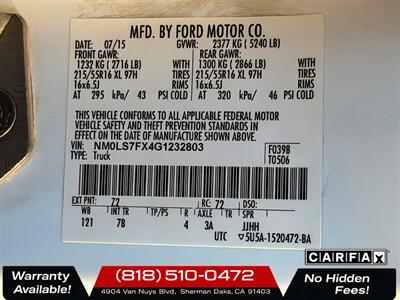 MFD. BY FORD MOTOR CO.
DATE: 07/15 GVWR: 2377 KG ( 5240 LB)
FRONT GAWR: REAR GAWR:
1232 KG ( 2716 LB) 1300 KG ( 2866 LB)
215/55R16 XL 97H TIRES 215/55R16 XL 97H TIRES
16x6.5J RIMS 16x6.5J RIMS
AT 295 kPa/ 43 PSI COLD AT 320 kPa/ 46 PSI COLD
THIS VEHICLE CONFORMS TO ALL APPLICABLE FEDERAL MOTOR
VEHICLE SAFETY AND THEFT PREVENTION STANDARDS IN
EFFECT ON THE DATE OF MANUFACTURE SHOWN ABOVE.
VIN: NM0LS7FX4G1232803 F039B
TYPE: Truck T0506
EXT PNT: 72 RC: 72 DSO:
WB INT TR TP/PS R AXLE TR SPR
121 7B 4 3A JJHH
UTC 5U5A-1520472-BA
CARFAX
Warranty Available!
(818) 510-0472
4904 Van Nuys Blvd, Sherman Oaks, CA 91403
No Hidden Fees!